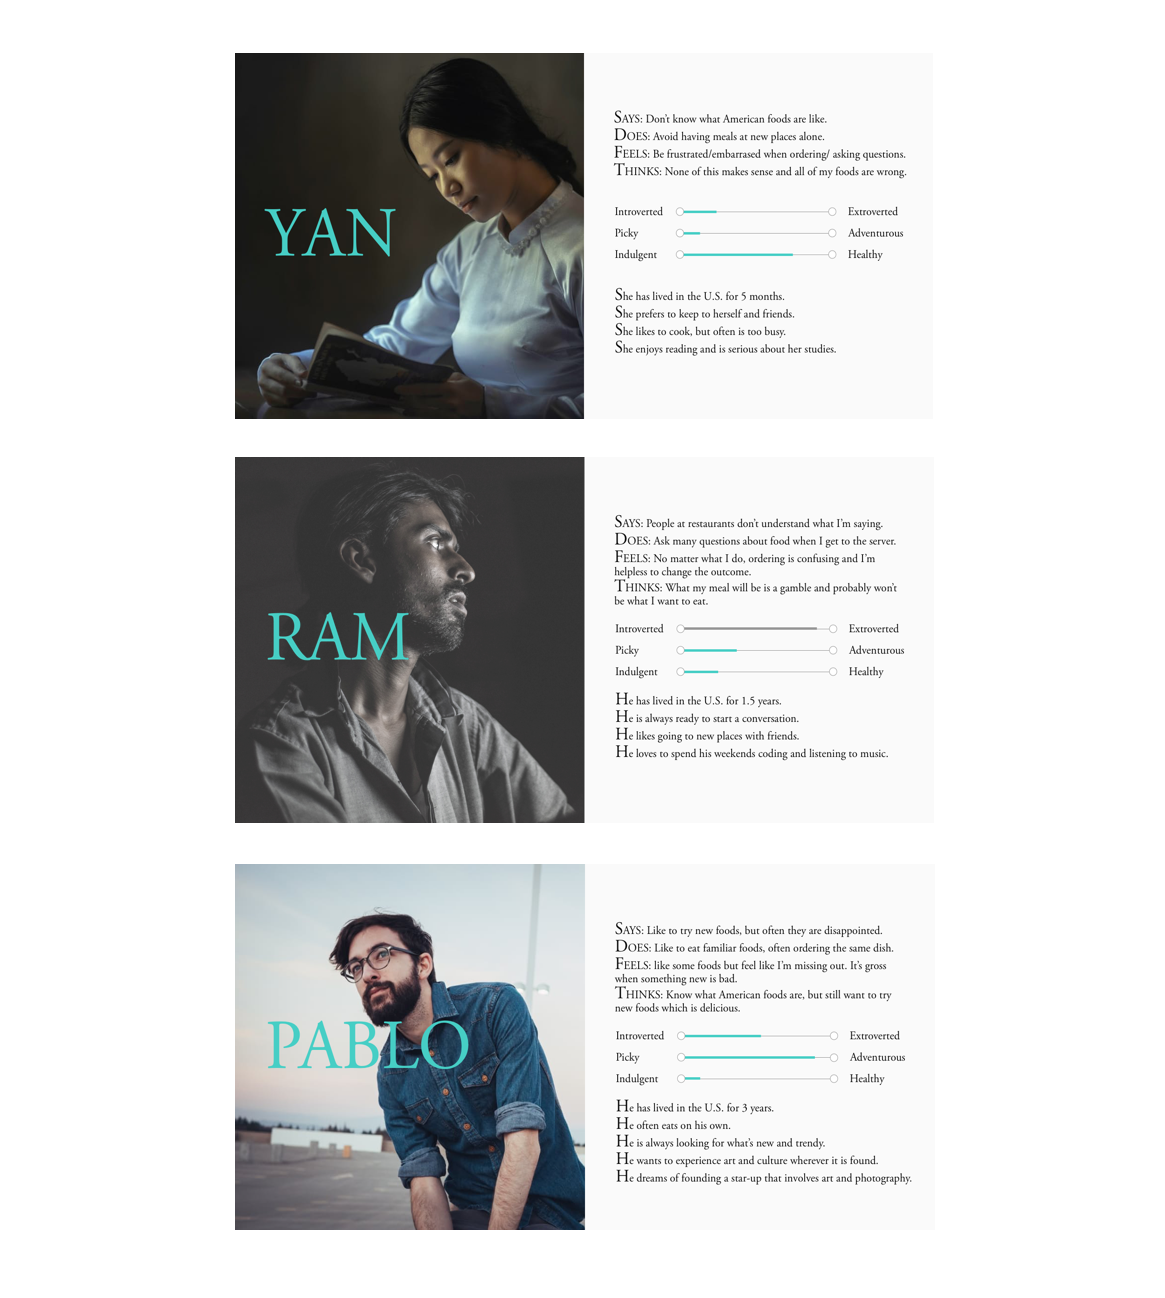 YAN
SAYS: Don't know what American foods are like.
DOES: Avoid having meals at new places alone.
FEELS: Be frustrated/embarrased when ordering/ asking questions.
THINKS: None of this makes sense and all of my foods are wrong.
Introverted Extroverted
Picky Adventurous
Indulgent Healthy
She has lived in the U.S. for 5 months.
She prefers to keep to herself and friends.
She likes to cook, but often is too busy.
She enjoys reading and is serious about her studies.
RAM
SAYS: People at restaurants don't understand what I'm saying.
DOES: Ask many questions about food when I get to the server.
FEELS: No matter what I do, ordering is confusing and I'm
helpless to change the outcome.
THINKS: What my meal will be is a gamble and probably won't
be what I want to eat.
Introverted Extroverted
Picky Adventurous
Indulgent Healthy
He has lived in the U.S. for 1.5 years.
He is always ready to start a conversation.
He likes going to new places with friends.
He loves to spend his weekends coding and listening to music.
PABLO
SAYS: Like to try new foods, but often they are disappointed.
DOES: Like to eat familiar foods, often ordering the same dish.
FEELS: like some foods but feel like I'm missing out. It's gross
when something new is bad.
THINKS: Know what American foods are, but still want to try
new foods which is delicious.
Introverted Extroverted
Picky Adventurous
Indulgent Healthy
He has lived in the U.S. for 3 years.
He often eats on his own.
He is always looking for what's new and trendy.
He wants to experience art and culture wherever it is found.
He dreams of founding a star-up that involves art and photography.